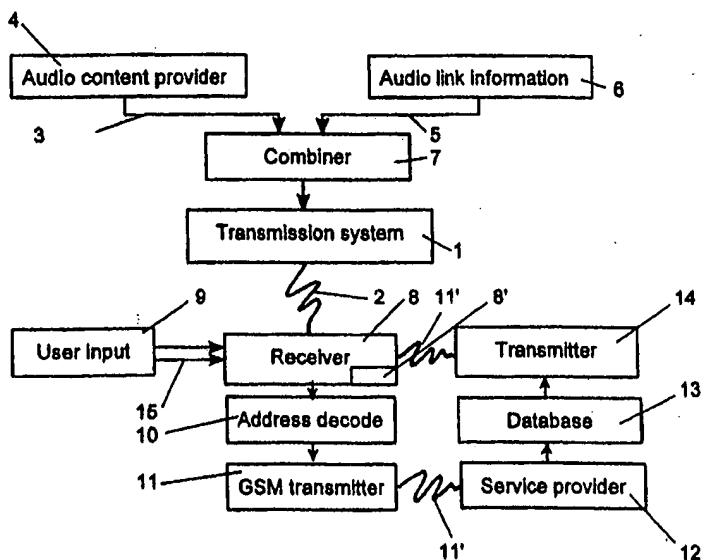 4
Audio content provider
Audio link information
6
3
5
Combiner
7
Transmission system
1
9
2
8
11'
8'
14
User input
Receiver
Transmitter
15
10
Address decode
Database
13
11
GSM transmitter
Service provider
11'
12